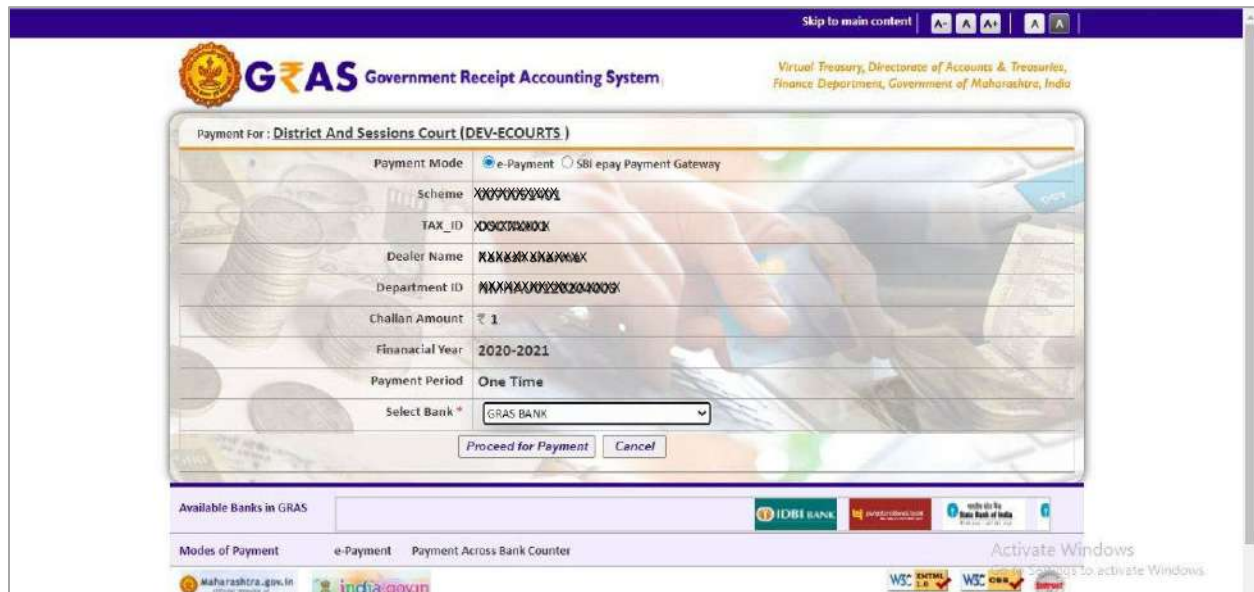 Skip to main content A- A A+ A A
GRAS Government Receipt Accounting System
Virtual Treasury, Directorate of Accounts & Treasuries,
Finance Department, Government of Maharashtra, India
Payment For : District And Sessions Court (DEV-ECOURTS )
Payment Mode e-Payment SBI epay Payment Gateway
Scheme
TAX_ID
Dealer Name
Department ID
Challan Amount ₹ 1
Finanacial Year 2020-2021
Payment Period One Time
Select Bank * GRAS BANK
Proceed for Payment Cancel
Available Banks in GRAS IDBI BANK State Bank of India
Modes of Payment e-Payment Payment Across Bank Counter
Activate Windows
Go to Settings to activate Windows.
Maharashtra.gov.in india.gov.in W3C XHTML 1.0 W3C CSS